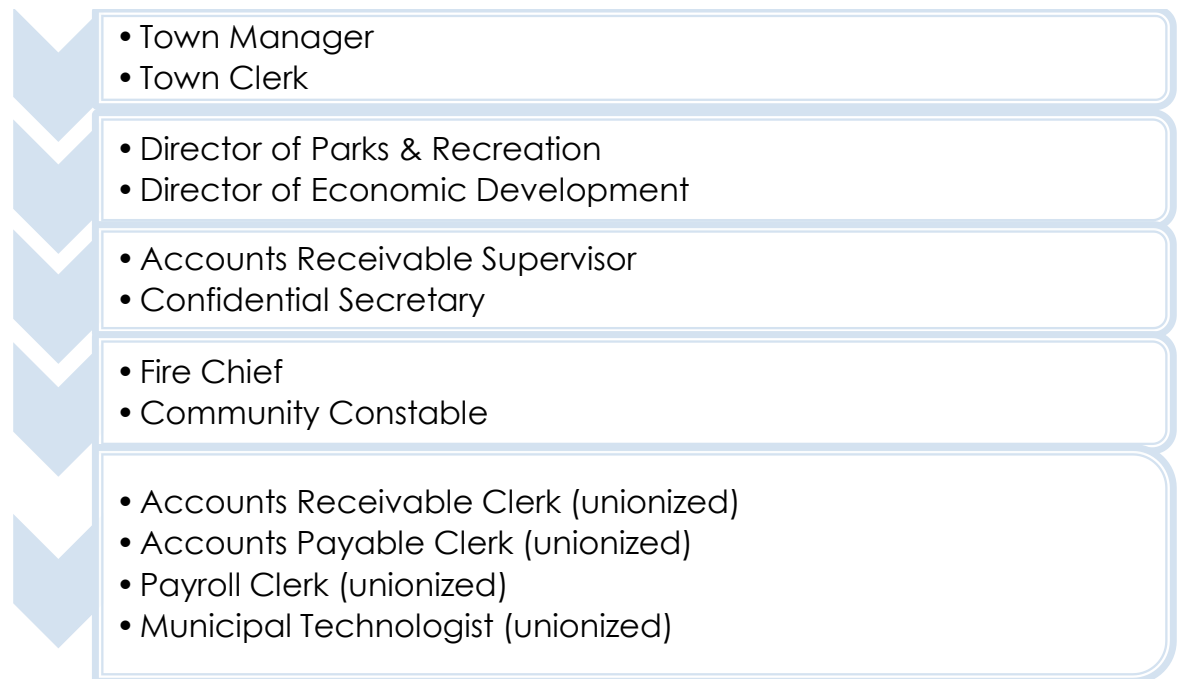 • Town Manager
• Town Clerk
• Director of Parks & Recreation
• Director of Economic Development
• Accounts Receivable Supervisor
• Confidential Secretary
• Fire Chief
• Community Constable
• Accounts Receivable Clerk (unionized)
• Accounts Payable Clerk (unionized)
• Payroll Clerk (unionized)
• Municipal Technologist (unionized)